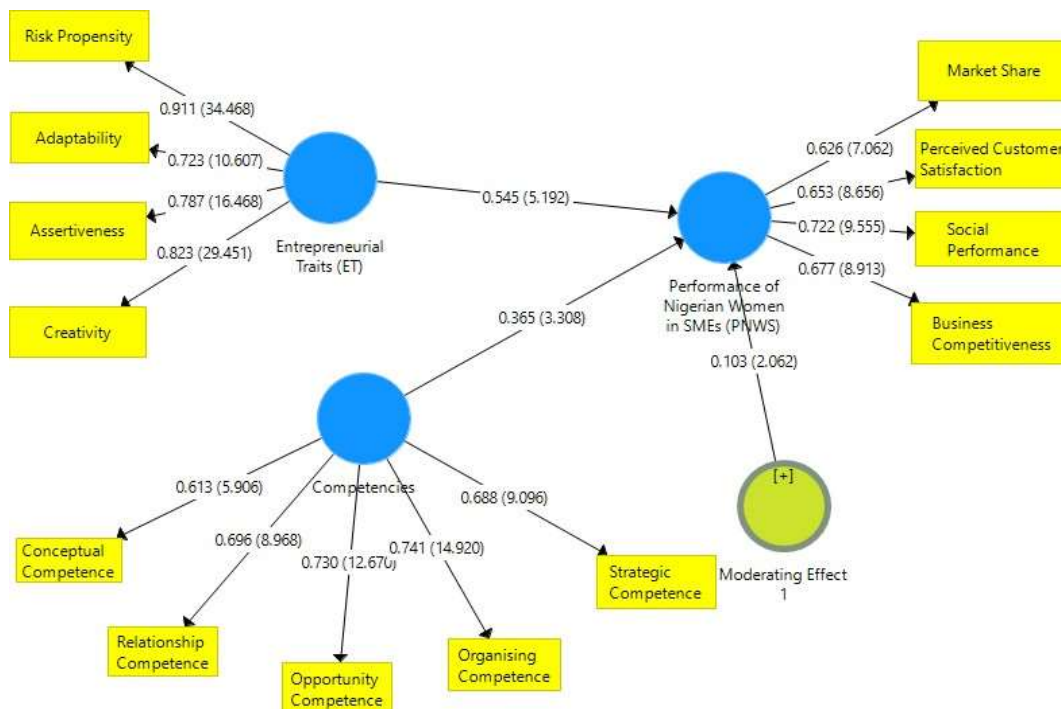 Risk Propensity
0.911 (34.468)
Adaptability
0.723 (10.607)
0.787 (16.468)
Assertiveness
0.823 (29.451)
Creativity
Entrepreneurial
Traits (ET)
0.545 (5.192)
Market Share
0.626 (7.062)
Perceived Customer
Satisfaction
0.653 (8.656)
0.722 (9.555)
Social
Performance
0.677 (8.913)
Business
Competitiveness
Performance of
Nigerian Women
in SMEs (PNWS)
0.365 (3.308)
0.103 (2.062)
[+]
Moderating Effect
1
Competencies
0.613 (5.906)
0.696 (8.968)
0.730 (12.670)
0.741 (14.920)
0.688 (9.096)
Conceptual
Competence
Relationship
Competence
Opportunity
Competence
Organising
Competence
Strategic
Competence